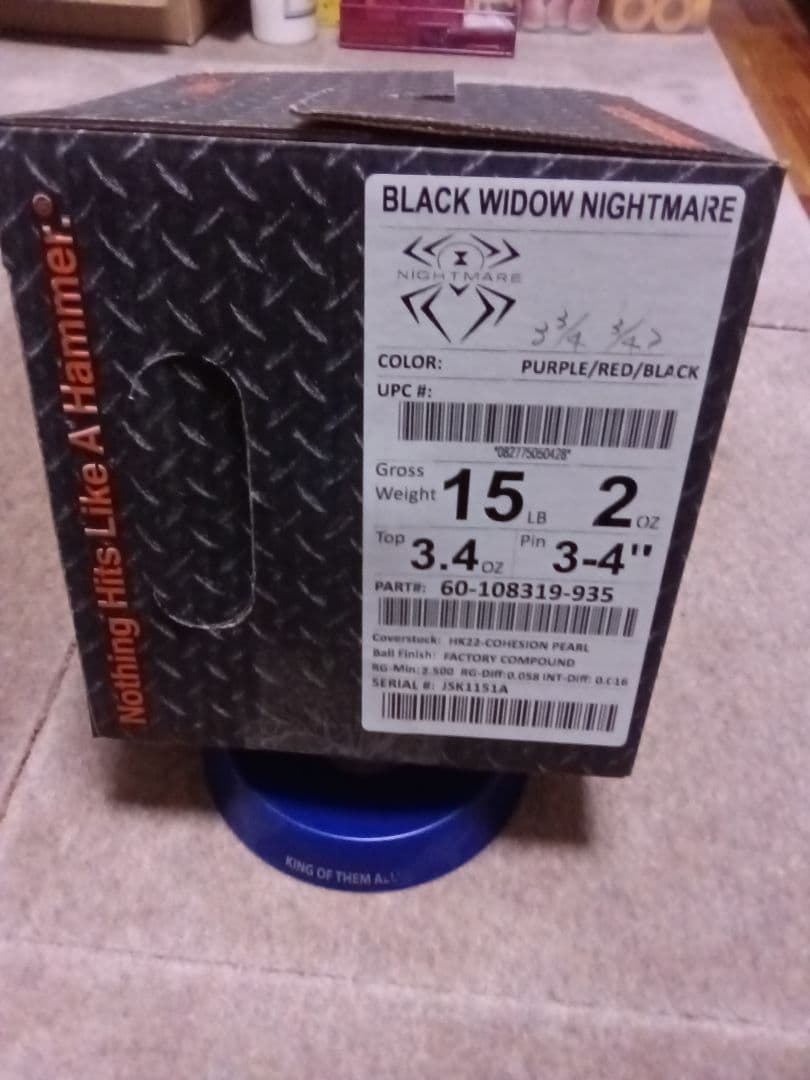 Nothing Hits Like A Hammer.®
BLACK WIDOW NIGHTMARE
NIGHTMARE
3 3/4
COLOR: PURPLE/RED/BLACK
UPC #:
*082775050428*
Gross Weight 15 LB 2 OZ
Top 3.4 OZ Pin 3-4"
PART#: 60-108319-935
Coverstock: HK22-COHESION PEARL
Ball Finish: FACTORY COMPOUND
RG-Min: 2.500 RG-Diff: 0.058 INT-Diff: 0.016
SERIAL #: JSK1151A
KING OF THEM ALL